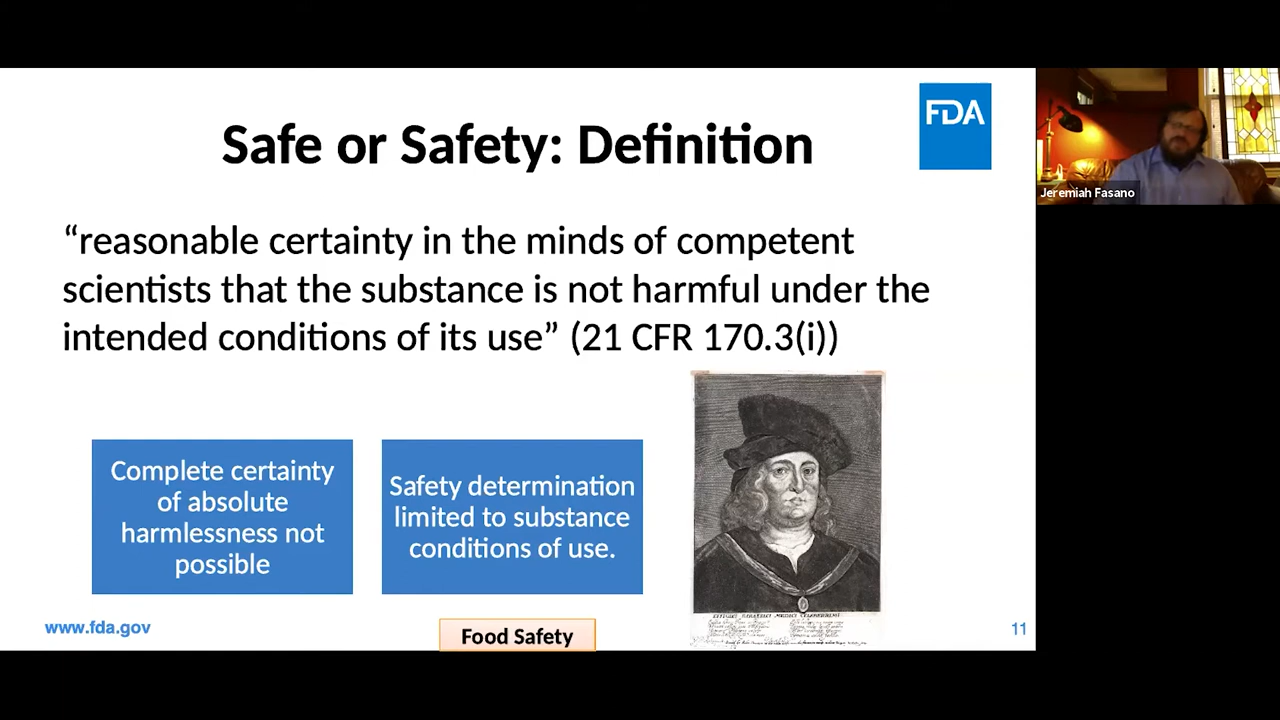 FDA
Safe or Safety: Definition
“reasonable certainty in the minds of competent
scientists that the substance is not harmful under the
intended conditions of its use” (21 CFR 170.3(i))
Complete certainty
of absolute
harmlessness not
possible
Safety determination
limited to substance
conditions of use.
www.fda.gov
Food Safety
11
Jeremiah Fasano